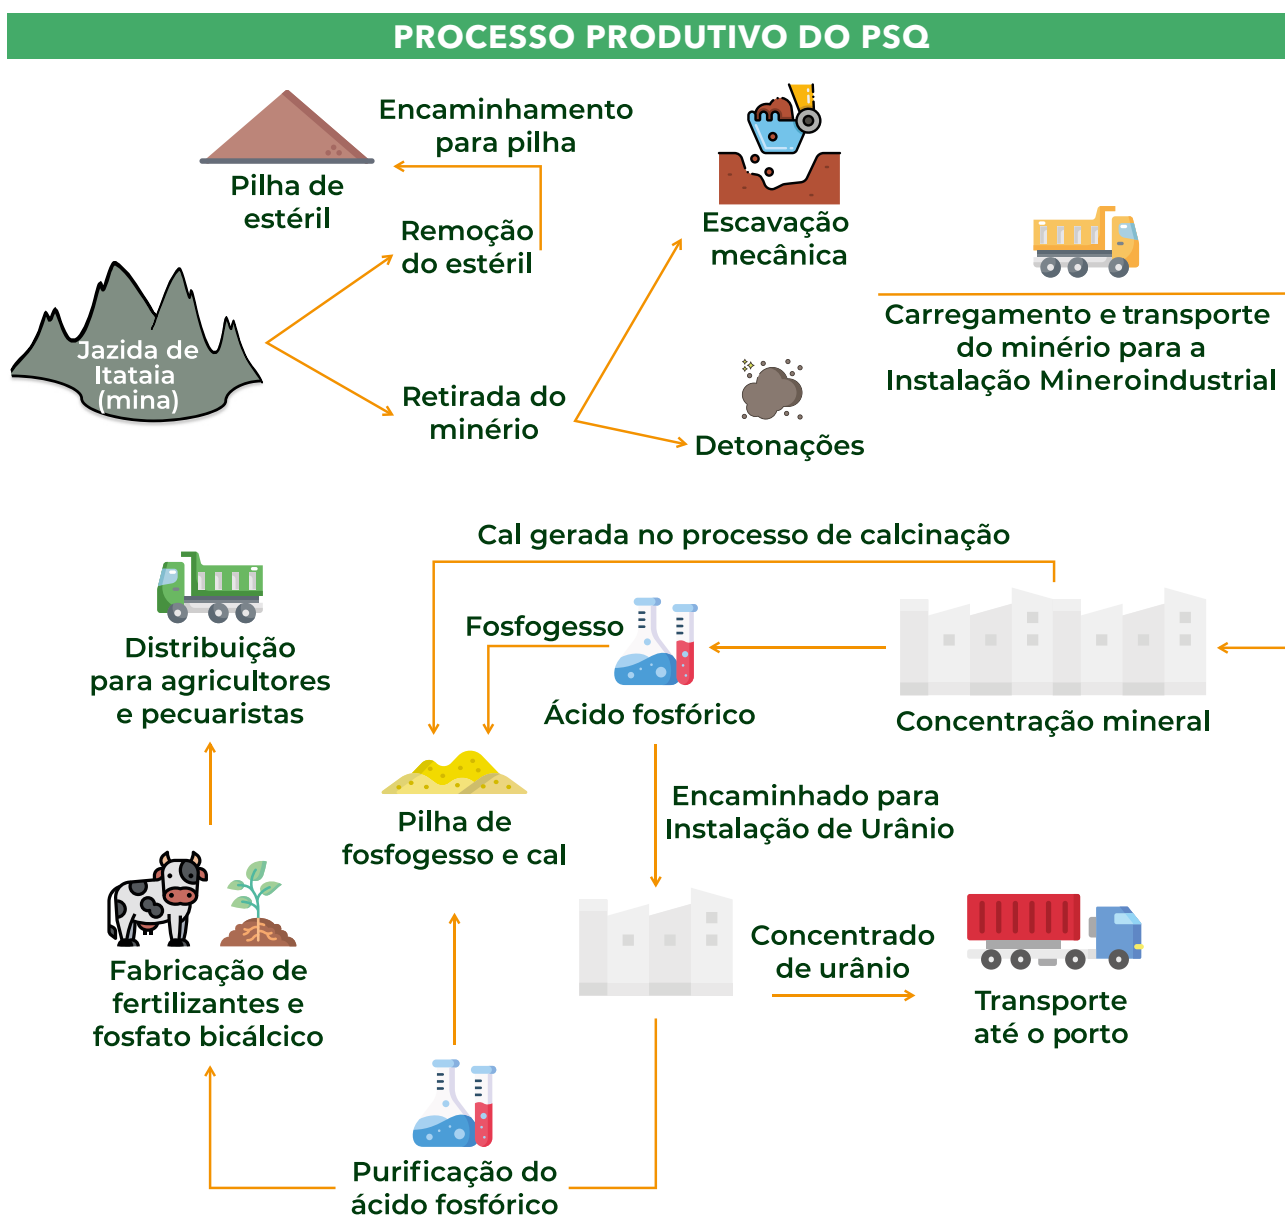 PROCESSO PRODUTIVO DO PSQ
Encaminhamento
para pilha
Pilha de
estéril
Remoção
do estéril
Escavação
mecânica
Jazida de
Itataia
(mina)
Retirada do
minério
Detonações
Carregamento e transporte
do minério para a
Instalação Mineroindustrial
Cal gerada no processo de calcinação
Fosfogesso
Ácido fosfórico
Concentração mineral
Distribuição
para agricultores
e pecuaristas
Pilha de
fosfogesso e cal
Encaminhado para
Instalação de Urânio
Concentrado
de urânio
Transporte
até o porto
Fabricação de
fertilizantes e
fosfato bicálcico
Purificação do
ácido fosfórico